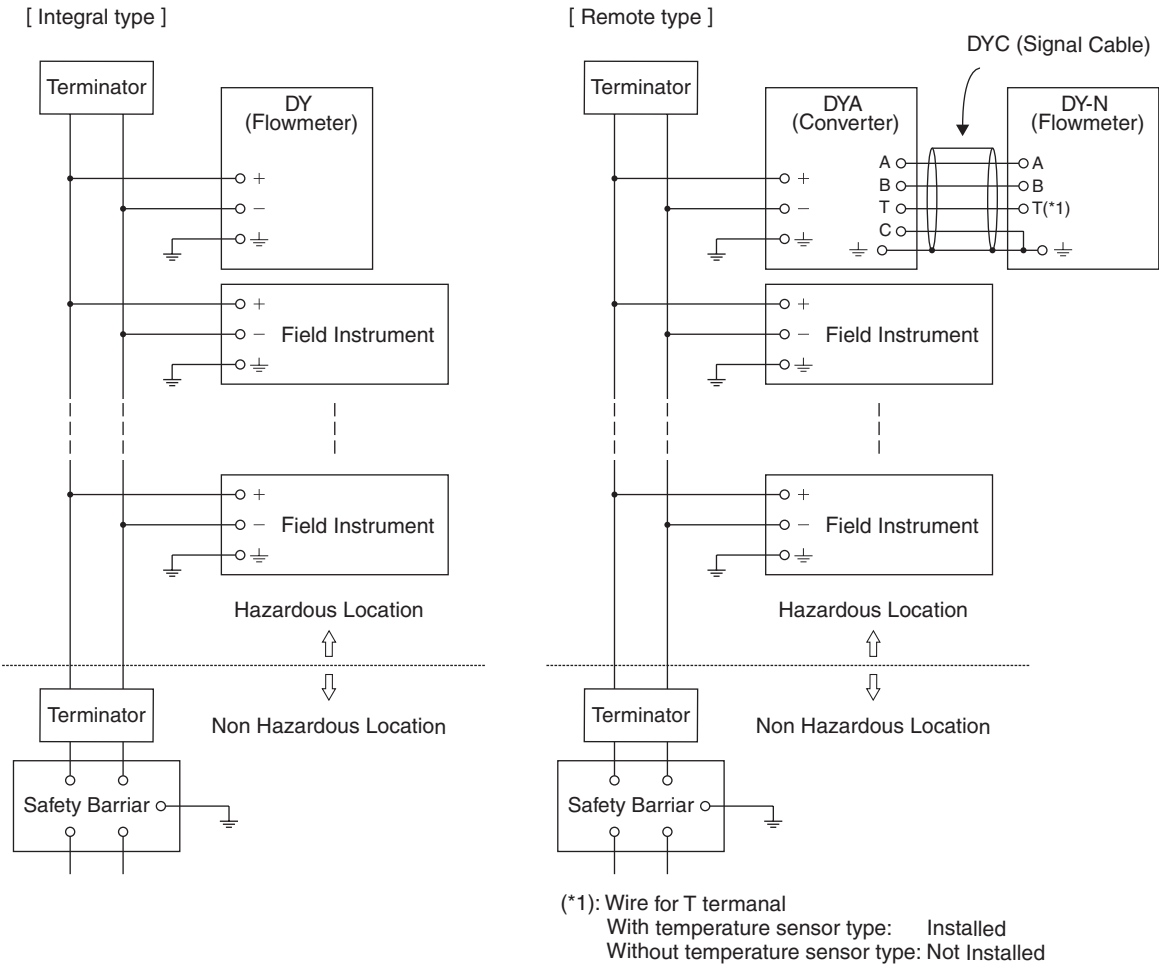 [ Integral type ]
Terminator
DY
(Flowmeter)
+
−
Field Instrument
+
−
Field Instrument
+
−
Hazardous Location
Terminator
Non Hazardous Location
Safety Barriar
[ Remote type ]
DYC (Signal Cable)
Terminator
DYA
(Converter)
DY-N
(Flowmeter)
+
−
A
B
T
C
A
B
T(*1)
Field Instrument
+
−
Field Instrument
+
−
Hazardous Location
Terminator
Non Hazardous Location
Safety Barriar
(*1): Wire for T termanal
With temperature sensor type: Installed
Without temperature sensor type: Not Installed